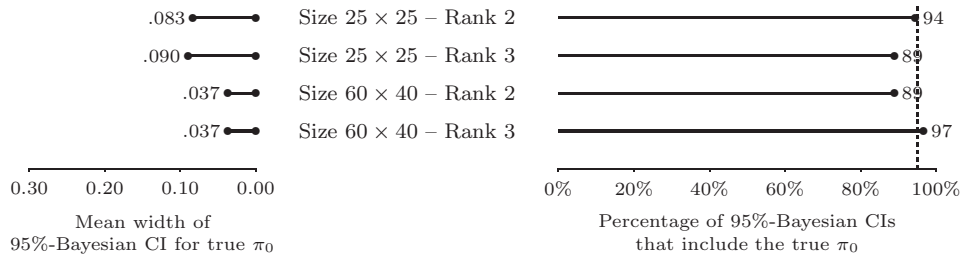 .083 Size 25 × 25 – Rank 2 94
.090 Size 25 × 25 – Rank 3 89
.037 Size 60 × 40 – Rank 2 89
.037 Size 60 × 40 – Rank 3 97
0.30 0.20 0.10 0.00 0% 20% 40% 60% 80% 100%
Mean width of
95%-Bayesian CI for true π₀
Percentage of 95%-Bayesian CIs
that include the true π₀